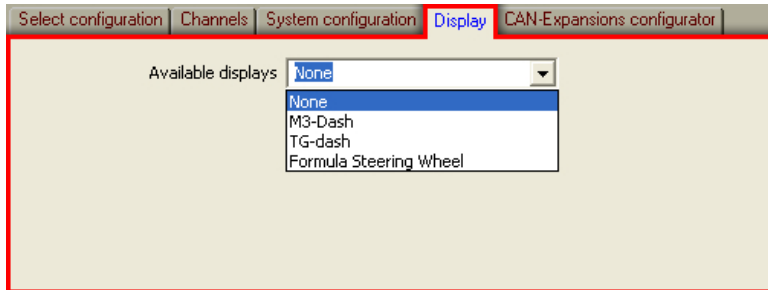 Select configuration Channels System configuration Display CAN-Expansions configurator
Available displays None
None
M3-Dash
TG-dash
Formula Steering Wheel